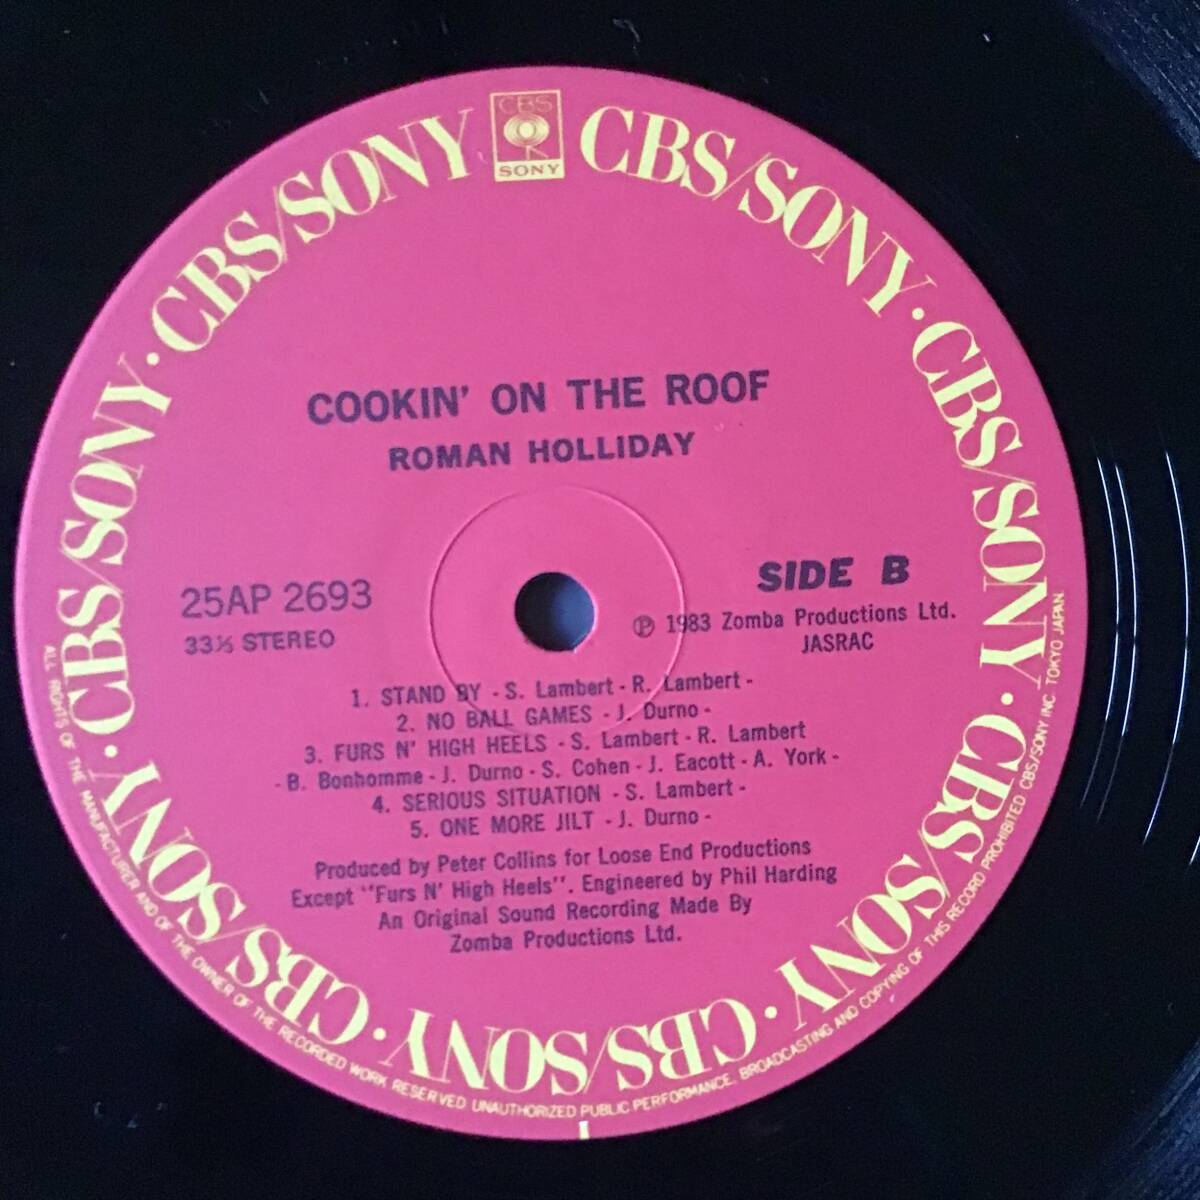 CBS
SONY
CBS/SONY · CBS/SONY · CBS/SONY · CBS/SONY · CBS/SONY · CBS/SONY · CBS/SONY · CBS/SONY
COOKIN' ON THE ROOF
ROMAN HOLLIDAY
SIDE B
25AP 2693
33⅓ STEREO
Ⓟ 1983 Zomba Productions Ltd.
JASRAC
1. STAND BY - S. Lambert - R. Lambert -
2. NO BALL GAMES - J. Durno -
3. FURS N' HIGH HEELS - S. Lambert - R. Lambert
- B. Bonhomme - J. Durno - S. Cohen - J. Eacott - A. York -
4. SERIOUS SITUATION - S. Lambert -
5. ONE MORE JILT - J. Durno -
Produced by Peter Collins for Loose End Productions
Except "Furs N' High Heels". Engineered by Phil Harding
An Original Sound Recording Made By
Zomba Productions Ltd.
ALL RIGHTS OF THE MANUFACTURER AND OF THE OWNER OF THE RECORDED WORK RESERVED UNAUTHORIZED PUBLIC PERFORMANCE, BROADCASTING AND COPYING OF THIS RECORD PROHIBITED CBS/SONY INC. TOKYO JAPAN.